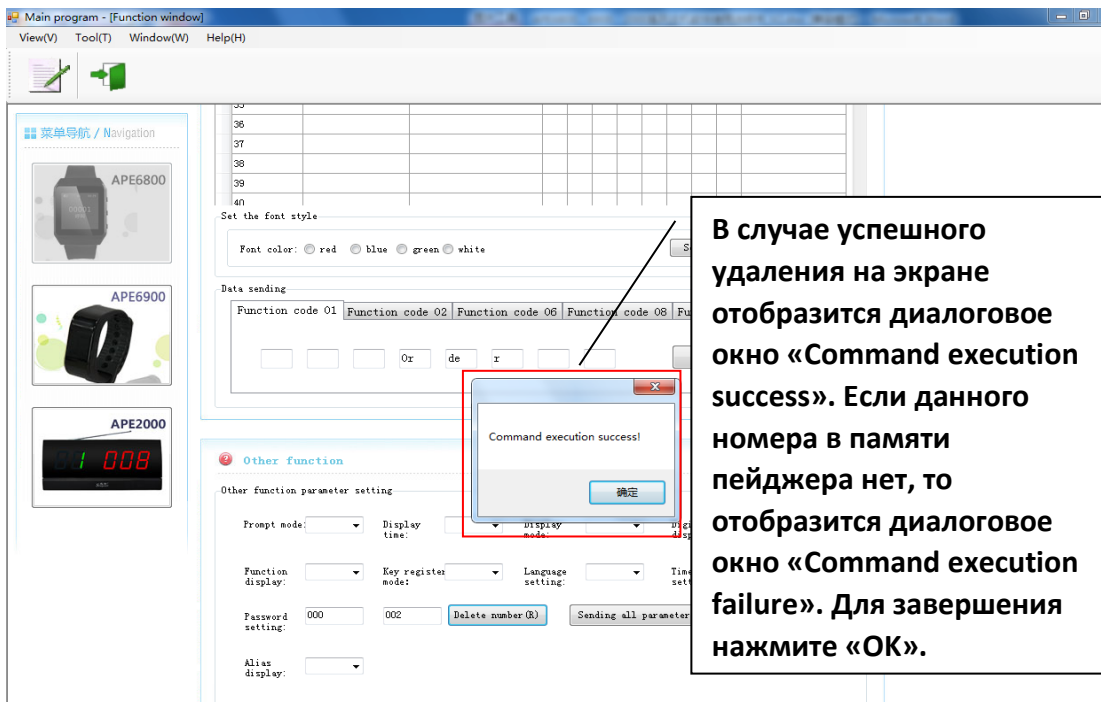 Main program - [Function window]
View(V) Tool(T) Window(W) Help(H)
菜单导航 / Navigation
APE6800
APE6900
APE2000
1 008
36
37
38
39
40
Set the font style
Font color: red blue green white
Data sending
Function code 01 Function code 02 Function code 06 Function code 08
Or de r
Command execution success!
确定
Other function
Other function parameter setting
Prompt mode:
Display time:
Display mode:
Function display:
Key register mode:
Language setting:
Password setting: 000 002 Delete number(R) Sending all parameter
Alias display:
В случае успешного
удаления на экране
отобразится диалоговое
окно «Command execution
success». Если данного
номера в памяти
пейджера нет, то
отобразится диалоговое
окно «Command execution
failure». Для завершения
нажмите «OK».